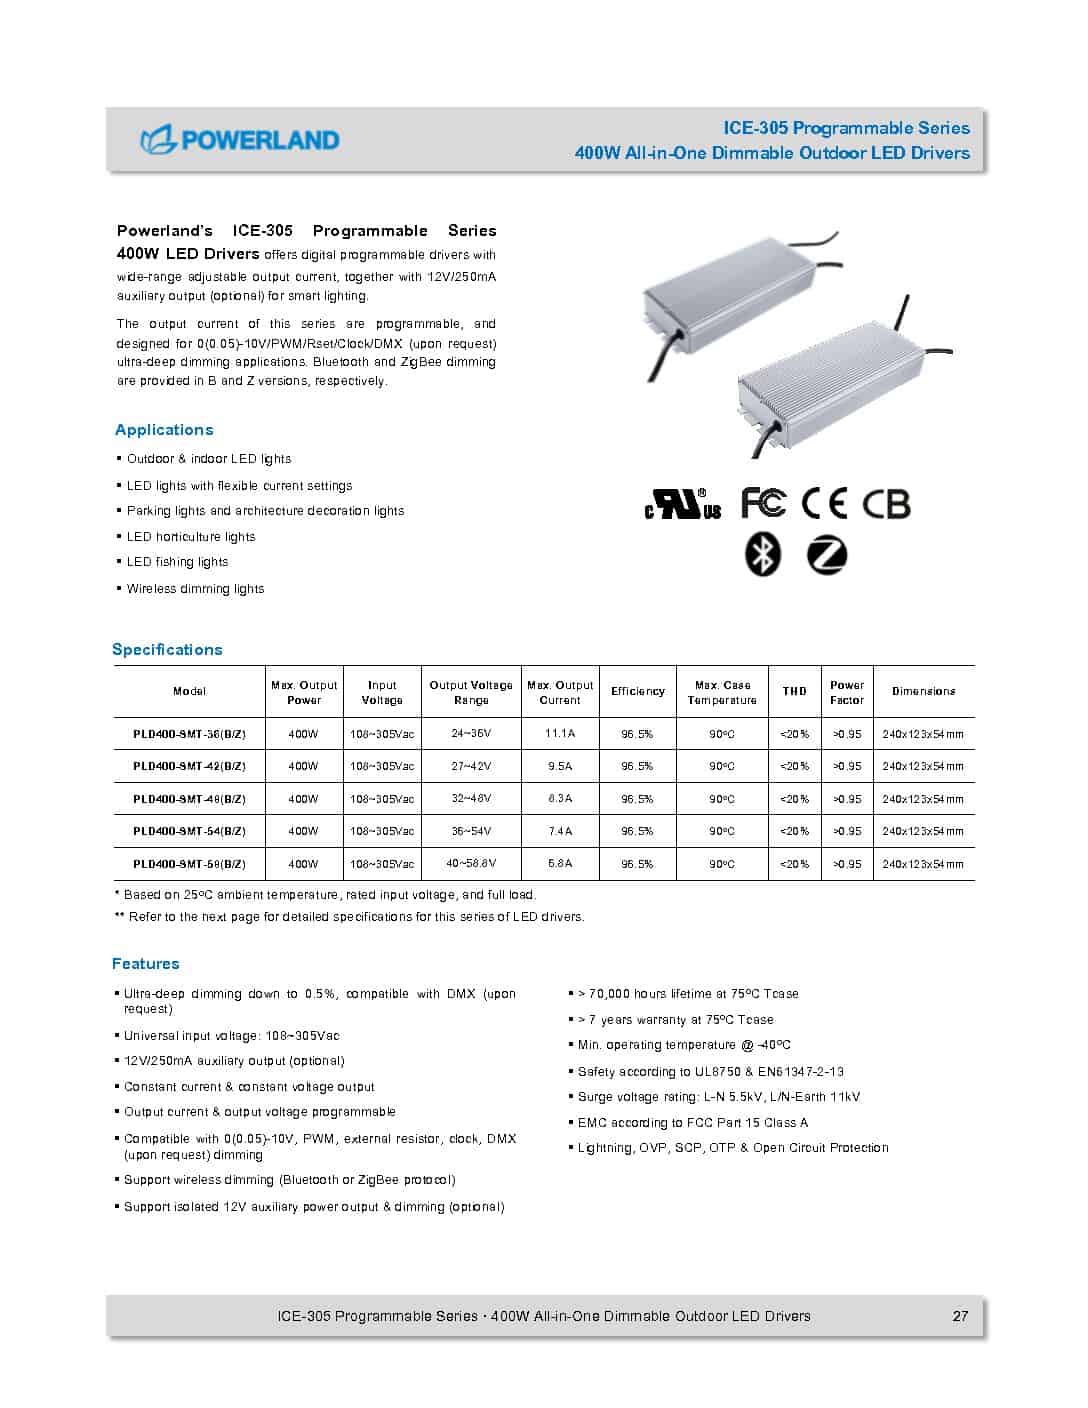 POWERLAND
ICE-305 Programmable Series
400W All-in-One Dimmable Outdoor LED Drivers
Powerland's ICE-305 Programmable Series
400W LED Drivers offers digital programmable drivers with
wide-range adjustable output current, together with 12V/250mA
auxiliary output (optional) for smart lighting.
The output current of this series are programmable, and
designed for 0(0.05)-10V/PWM/Rset/Clock/DMX (upon request)
ultra-deep dimming applications. Bluetooth and ZigBee dimming
are provided in B and Z versions, respectively.
Applications
▪ Outdoor & indoor LED lights
▪ LED lights with flexible current settings
▪ Parking lights and architecture decoration lights
▪ LED horticulture lights
▪ LED fishing lights
▪ Wireless dimming lights
c RU ® US FC CE CB
Specifications
Model Max. Output Power Input Voltage Output Voltage Range Max. Output Current Efficiency Max. Case Temperature THD Power Factor Dimensions
PLD400-SMT-36(B/Z) 400W 108~305Vac 24~36V 11.1A 96.5% 90ºC <20% >0.95 240x123x54mm
PLD400-SMT-42(B/Z) 400W 108~305Vac 27~42V 9.5A 96.5% 90ºC <20% >0.95 240x123x54mm
PLD400-SMT-48(B/Z) 400W 108~305Vac 32~48V 8.3A 96.5% 90ºC <20% >0.95 240x123x54mm
PLD400-SMT-54(B/Z) 400W 108~305Vac 36~54V 7.4A 96.5% 90ºC <20% >0.95 240x123x54mm
PLD400-SMT-58(B/Z) 400W 108~305Vac 40~58.8V 6.8A 96.5% 90ºC <20% >0.95 240x123x54mm
* Based on 25ºC ambient temperature, rated input voltage, and full load.
** Refer to the next page for detailed specifications for this series of LED drivers.
Features
▪ Ultra-deep dimming down to 0.5%, compatible with DMX (upon
request)
▪ Universal input voltage: 108~305Vac
▪ 12V/250mA auxiliary output (optional)
▪ Constant current & constant voltage output
▪ Output current & output voltage programmable
▪ Compatible with 0(0.05)-10V, PWM, external resistor, clock, DMX
(upon request) dimming
▪ Support wireless dimming (Bluetooth or ZigBee protocol)
▪ Support isolated 12V auxiliary power output & dimming (optional)
▪ > 70,000 hours lifetime at 75ºC Tcase
▪ > 7 years warranty at 75ºC Tcase
▪ Min. operating temperature @ -40ºC
▪ Safety according to UL8750 & EN61347-2-13
▪ Surge voltage rating: L-N 5.5kV, L/N-Earth 11kV
▪ EMC according to FCC Part 15 Class A
▪ Lightning, OVP, SCP, OTP & Open Circuit Protection
ICE-305 Programmable Series · 400W All-in-One Dimmable Outdoor LED Drivers 27